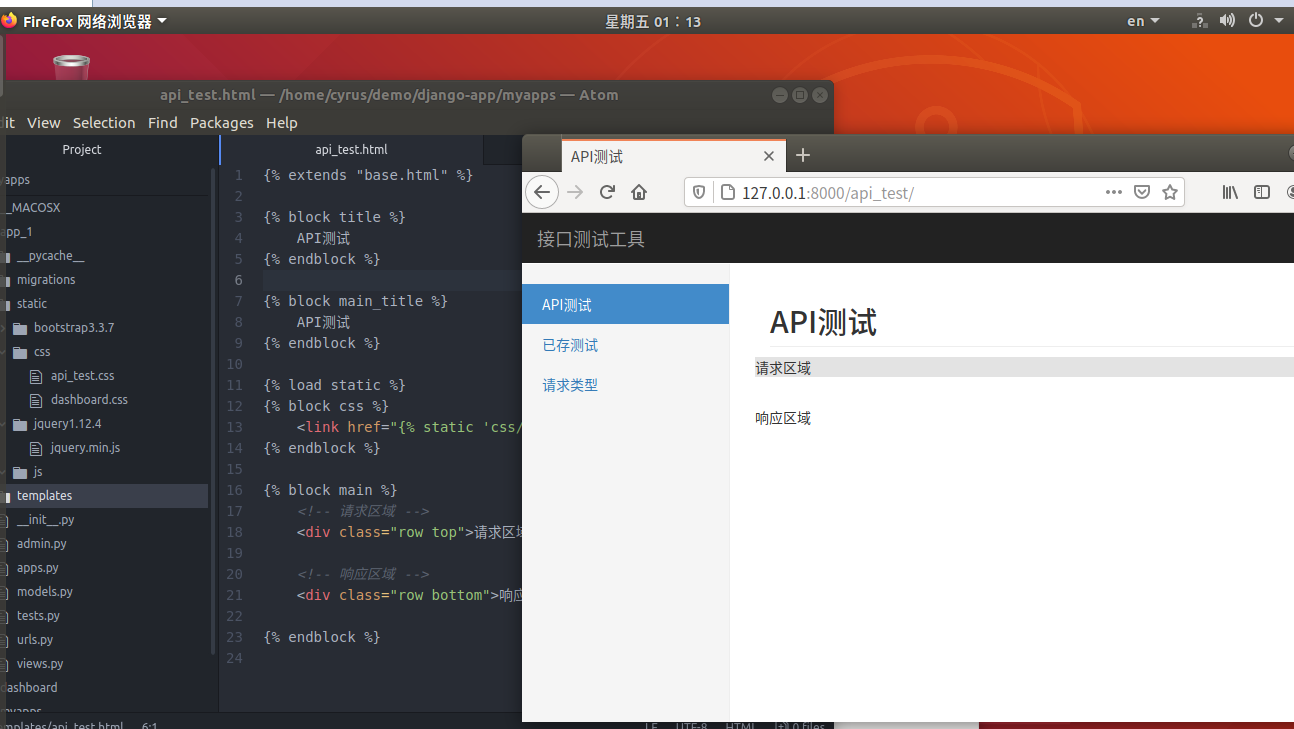 Firefox 网络浏览器
星期五 01：13
en
api_test.html — /home/cyrus/demo/django-app/myapps — Atom
it View Selection Find Packages Help
Project
api_test.html
yapps
__MACOSX
app_1
__pycache__
migrations
static
bootstrap3.3.7
css
api_test.css
dashboard.css
jquery1.12.4
jquery.min.js
js
templates
__init__.py
admin.py
apps.py
models.py
tests.py
urls.py
views.py
dashboard
myapps
1 {% extends "base.html" %}
2
3 {% block title %}
4 API测试
5 {% endblock %}
6
7 {% block main_title %}
8 API测试
9 {% endblock %}
10
11 {% load static %}
12 {% block css %}
13 <link href="{% static 'css/
14 {% endblock %}
15
16 {% block main %}
17 <!-- 请求区域 -->
18 <div class="row top">请求区域
19
20 <!-- 响应区域 -->
21 <div class="row bottom">响应
22
23 {% endblock %}
24
mplates/api_test.html 6:1
LF UTF-8 HTML 0 files
API测试
127.0.0.1:8000/api_test/
接口测试工具
API测试
已存测试
请求类型
API测试
请求区域
响应区域